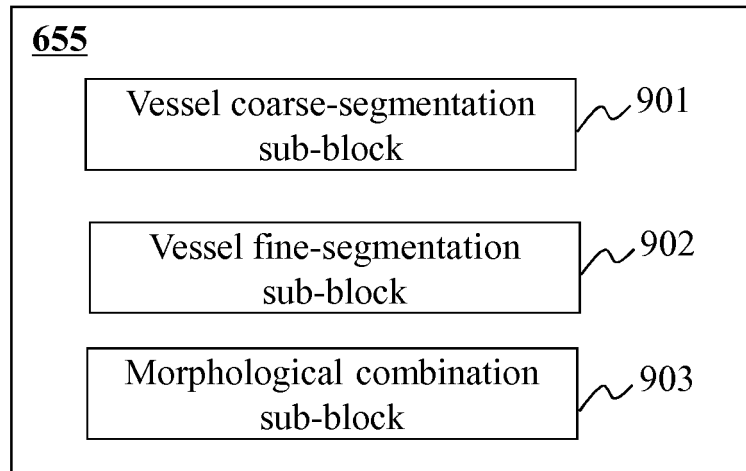 655
Vessel coarse-segmentation
sub-block
901
Vessel fine-segmentation
sub-block
902
Morphological combination
sub-block
903